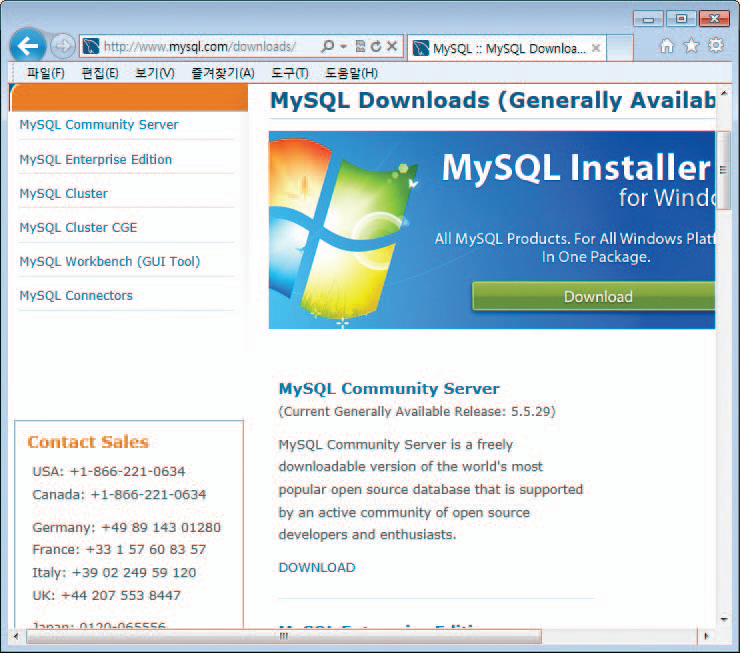 http://www.mysql.com/downloads/
MySQL :: MySQL Downloa...
파일(F) 편집(E) 보기(V) 즐겨찾기(A) 도구(T) 도움말(H)
MySQL Community Server
MySQL Enterprise Edition
MySQL Cluster
MySQL Cluster CGE
MySQL Workbench (GUI Tool)
MySQL Connectors
Contact Sales
USA: +1-866-221-0634
Canada: +1-866-221-0634
Germany: +49 89 143 01280
France: +33 1 57 60 83 57
Italy: +39 02 249 59 120
UK: +44 207 553 8447
Japan: 0120-065556
MySQL Downloads (Generally Availab
MySQL Installer
for Windo
All MySQL Products. For All Windows Platf
In One Package.
Download
MySQL Community Server
(Current Generally Available Release: 5.5.29)
MySQL Community Server is a freely
downloadable version of the world's most
popular open source database that is supported
by an active community of open source
developers and enthusiasts.
DOWNLOAD
MySQL Enterprise Edition